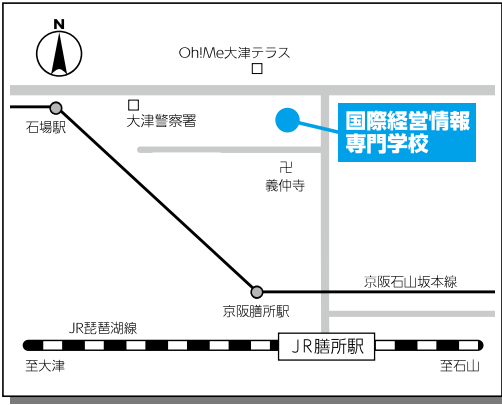 N
Oh!Me大津テラス
大津警察署
石場駅
国際経営情報
専門学校
卍
義仲寺
京阪石山坂本線
京阪膳所駅
JR琵琶湖線
JR膳所駅
至大津
至石山